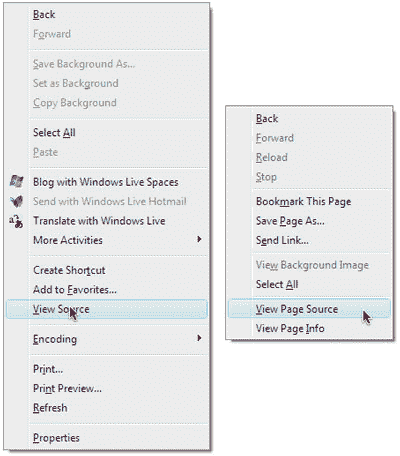 Back
Forward
Save Background As...
Set as Background
Copy Background
Select All
Paste
Blog with Windows Live Spaces
Send with Windows Live Hotmail
Translate with Windows Live
More Activities
Create Shortcut
Add to Favorites...
View Source
Encoding
Print...
Print Preview...
Refresh
Properties
Back
Forward
Reload
Stop
Bookmark This Page
Save Page As...
Send Link...
View Background Image
Select All
View Page Source
View Page Info